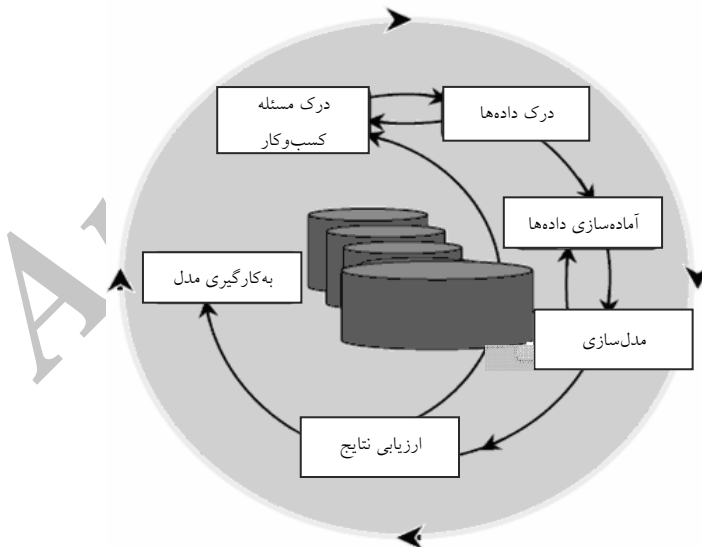 درک مسئله
کسب‌وکار
درک داده‌ها
آماده‌سازی داده‌ها
به‌کارگیری مدل
مدل‌سازی
ارزیابی نتایج